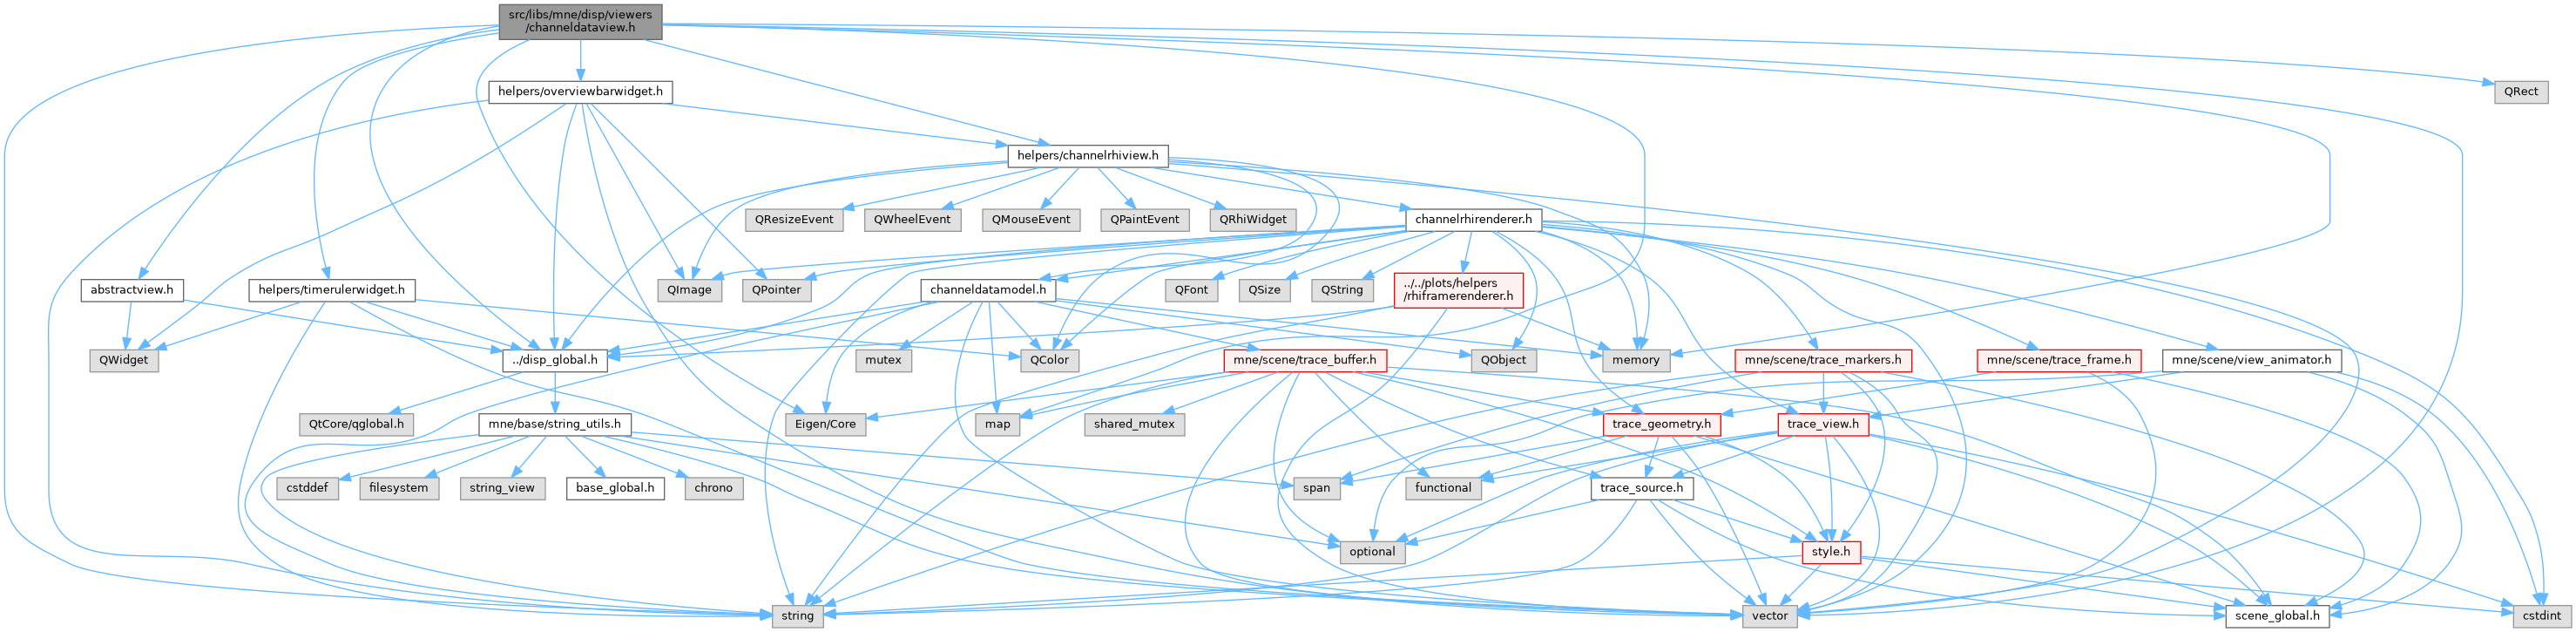 src/libs/mne/disp/viewers
/channeldataview.h
helpers/overviewbarwidget.h
QRect
helpers/channelrhiview.h
QResizeEvent
QWheelEvent
QMouseEvent
QPaintEvent
QRhiWidget
channelrhirenderer.h
abstractview.h
helpers/timerulerwidget.h
QImage
QPointer
channeldatamodel.h
QFont
QSize
QString
../../plots/helpers
/rhiframerenderer.h
QWidget
../disp_global.h
mutex
QColor
mne/scene/trace_buffer.h
QObject
memory
mne/scene/trace_markers.h
mne/scene/trace_frame.h
mne/scene/view_animator.h
QtCore/qglobal.h
mne/base/string_utils.h
Eigen/Core
map
shared_mutex
trace_geometry.h
trace_view.h
cstddef
filesystem
string_view
base_global.h
chrono
span
functional
trace_source.h
optional
style.h
string
vector
scene_global.h
cstdint